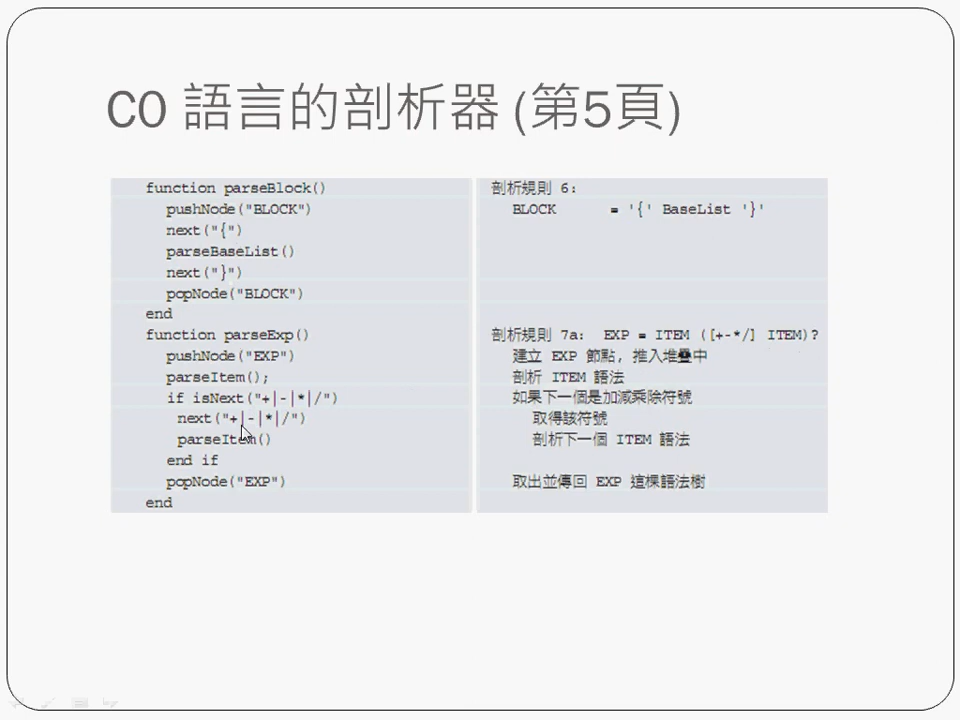 C0 語言的剖析器 (第5頁)
function parseBlock()
pushNode("BLOCK")
next("{")
parseBaseList()
next("}")
popNode("BLOCK")
end
function parseExp()
pushNode("EXP")
parseItem();
if isNext("+|-|*|/")
next("+|-|*|/")
parseItem()
end if
popNode("EXP")
end
剖析規則 6:
BLOCK = '{' BaseList '}'
剖析規則 7a: EXP = ITEM ([+-*/] ITEM)?
建立 EXP 節點, 推入堆疊中
剖析 ITEM 語法
如果下一個是加減乘除符號
取得該符號
剖析下一個 ITEM 語法
取出並傳回 EXP 這棵語法樹